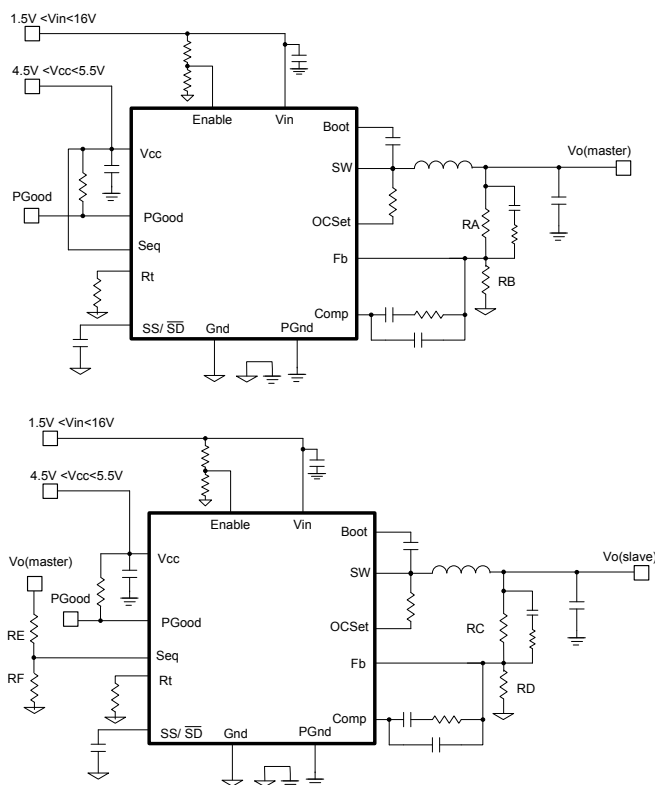 1.5V <Vin<16V
4.5V <Vcc<5.5V
Enable
Vin
Boot
Vcc
SW
Vo(master)
PGood
PGood
OCSet
RA
Seq
Fb
Rt
RB
Comp
SS/ SD
Gnd
PGnd
1.5V <Vin<16V
4.5V <Vcc<5.5V
Enable
Vin
Boot
Vo(master)
Vcc
SW
Vo(slave)
PGood
PGood
OCSet
RC
RE
Seq
Fb
RF
Rt
RD
Comp
SS/ SD
Gnd
PGnd